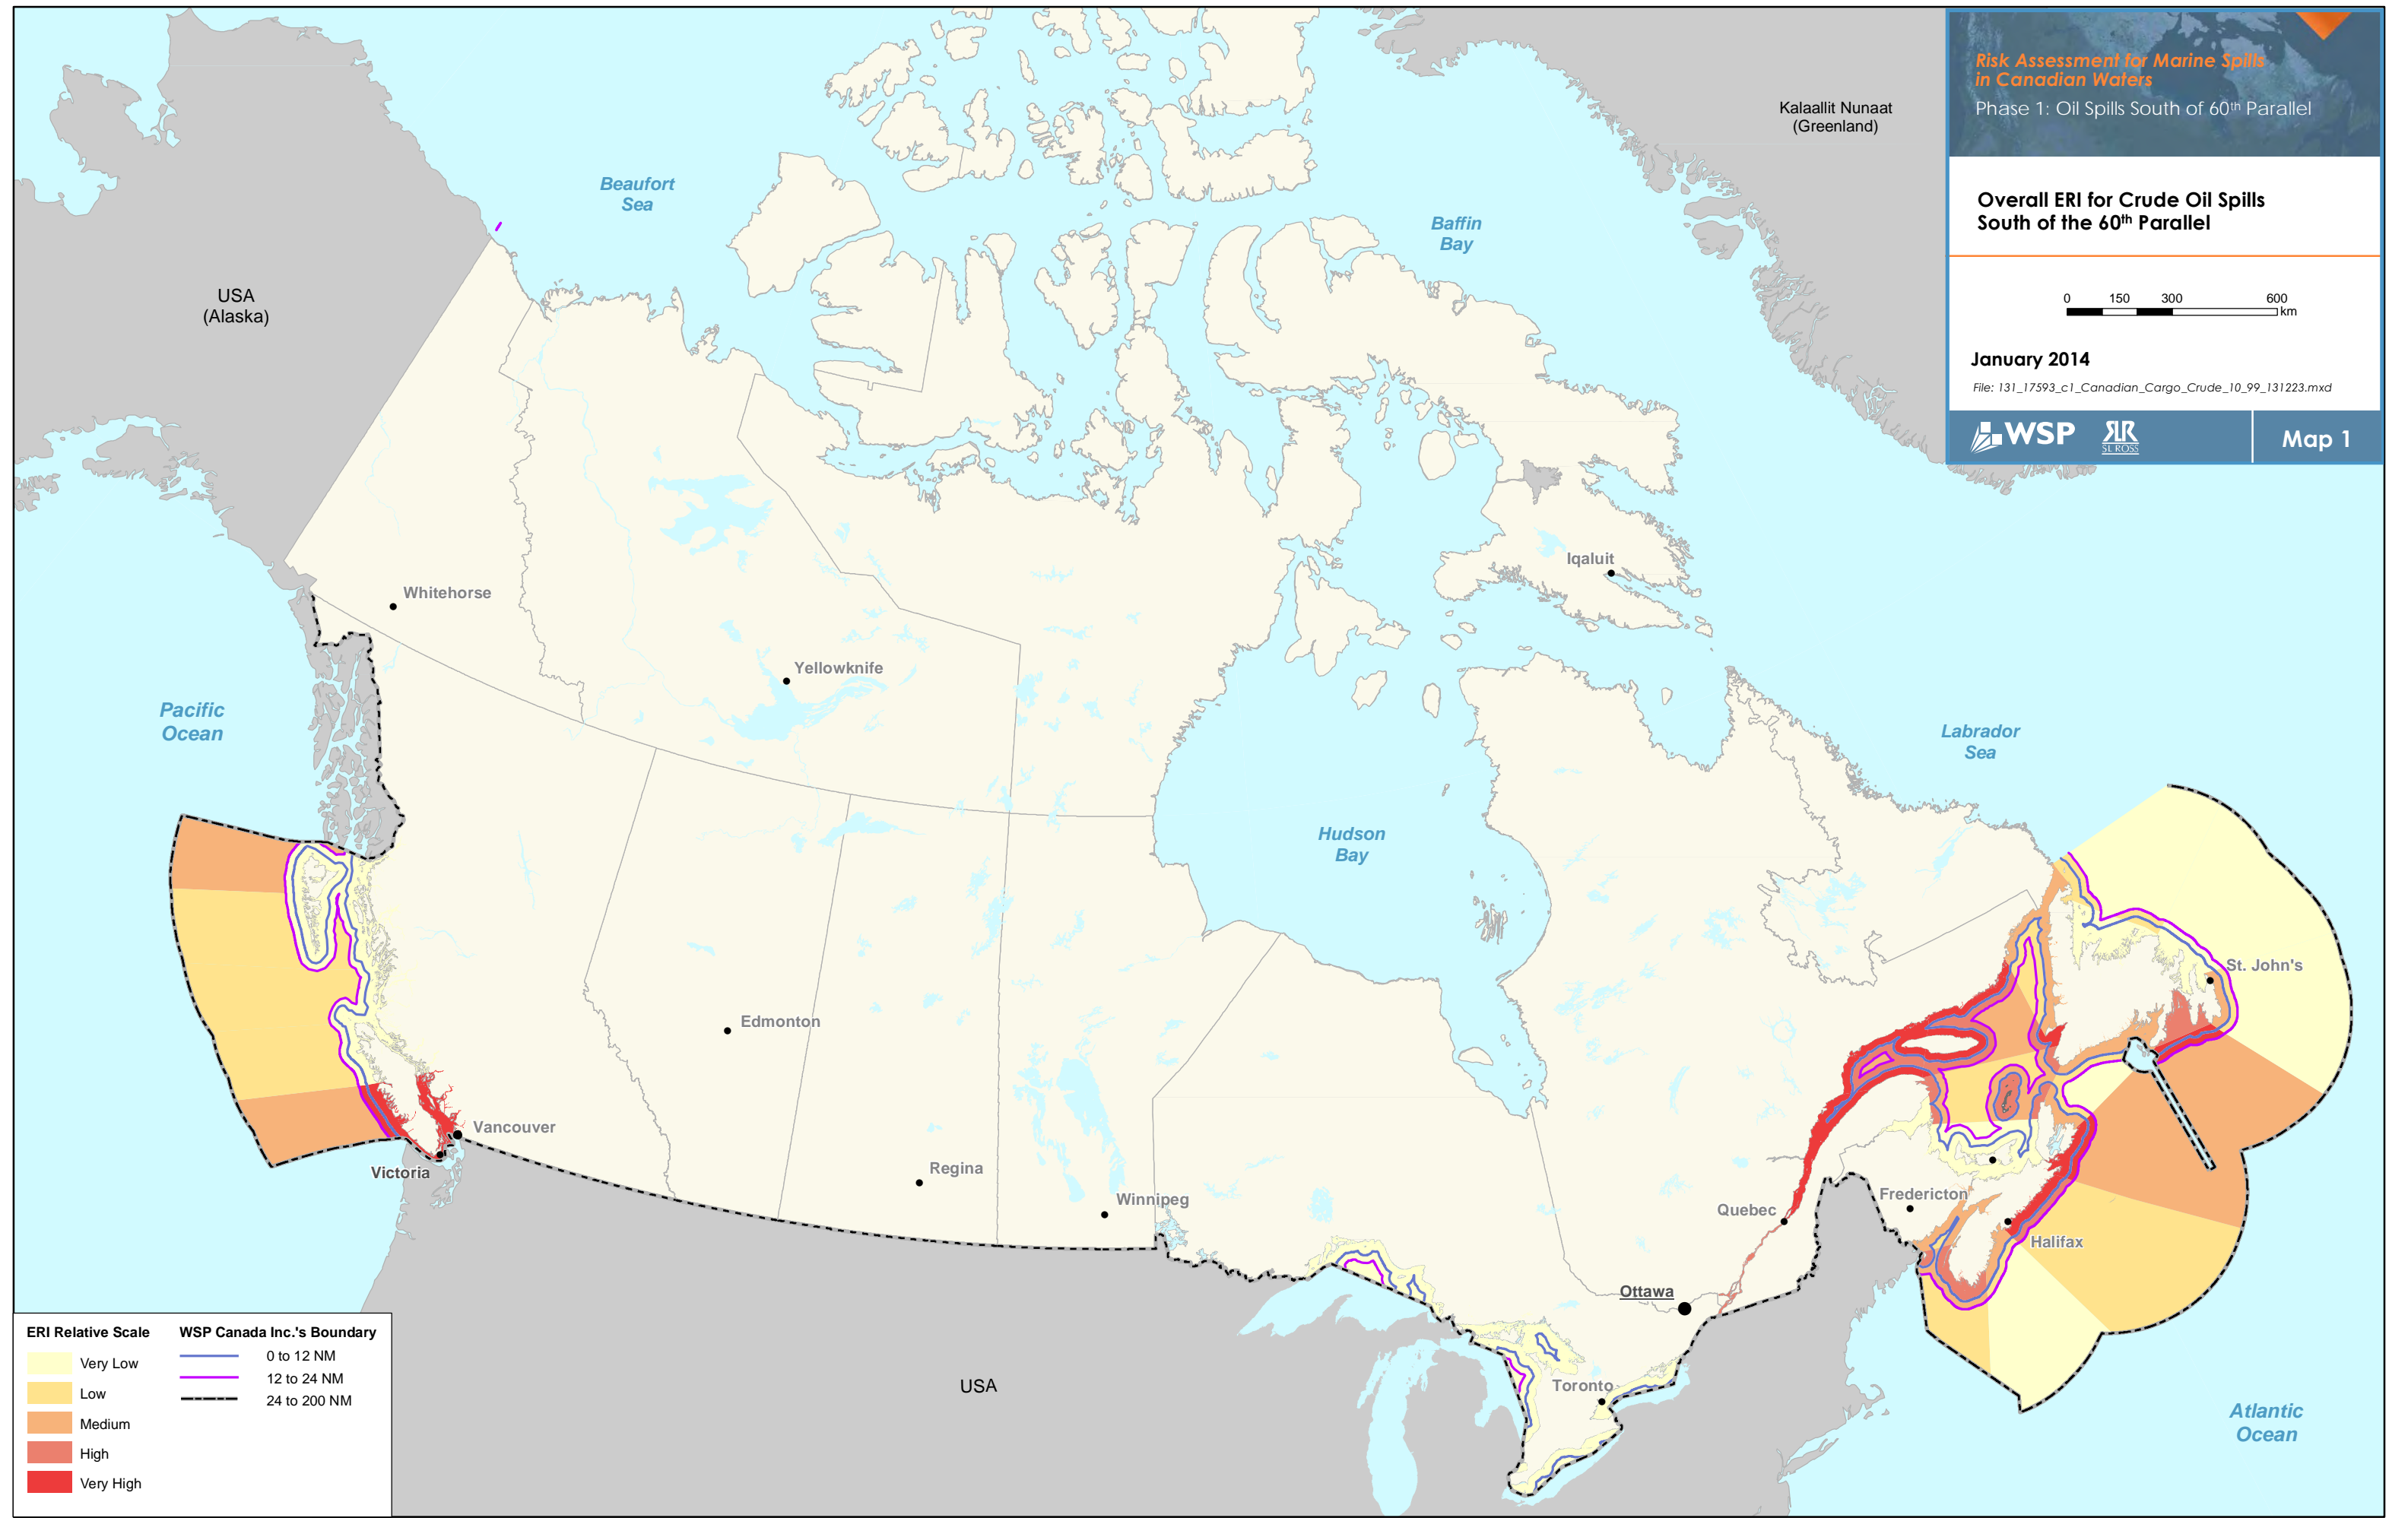 Risk Assessment for Marine Spills
in Canadian Waters
Phase 1: Oil Spills South of 60th Parallel
Overall ERI for Crude Oil Spills
South of the 60th Parallel
0 150 300 600
km
January 2014
File: 131_17593_c1_Canadian_Cargo_Crude_10_99_131223.mxd
WSP
SL ROSS
Map 1
Kalaallit Nunaat
(Greenland)
Beaufort
Sea
Baffin
Bay
USA
(Alaska)
Iqaluit
Whitehorse
Yellowknife
Pacific
Ocean
Labrador
Sea
Hudson
Bay
St. John's
Edmonton
Vancouver
Victoria
Regina
Winnipeg
Quebec
Fredericton
Halifax
Ottawa
Toronto
USA
Atlantic
Ocean
ERI Relative Scale
Very Low
Low
Medium
High
Very High
WSP Canada Inc.'s Boundary
0 to 12 NM
12 to 24 NM
24 to 200 NM